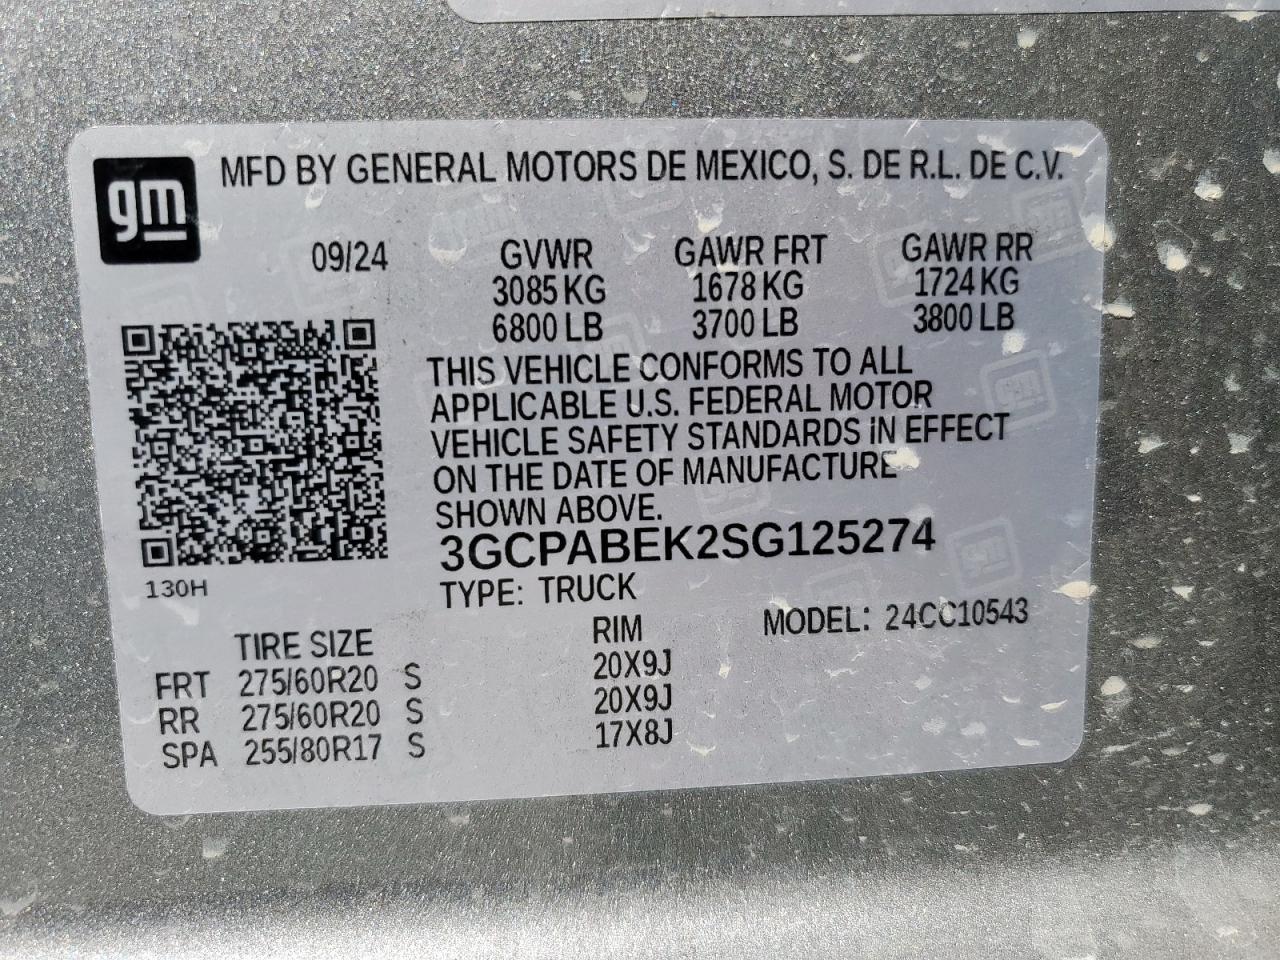 gm
MFD BY GENERAL MOTORS DE MEXICO, S. DE R.L. DE C.V.
09/24 GVWR GAWR FRT GAWR RR
3085 KG 1678 KG 1724 KG
6800 LB 3700 LB 3800 LB
THIS VEHICLE CONFORMS TO ALL
APPLICABLE U.S. FEDERAL MOTOR
VEHICLE SAFETY STANDARDS IN EFFECT
ON THE DATE OF MANUFACTURE
SHOWN ABOVE.
3GCPABEK2SG125274
130H
TYPE: TRUCK
MODEL: 24CC10543
TIRE SIZE RIM
FRT 275/60R20 S 20X9J
RR 275/60R20 S 20X9J
SPA 255/80R17 S 17X8J